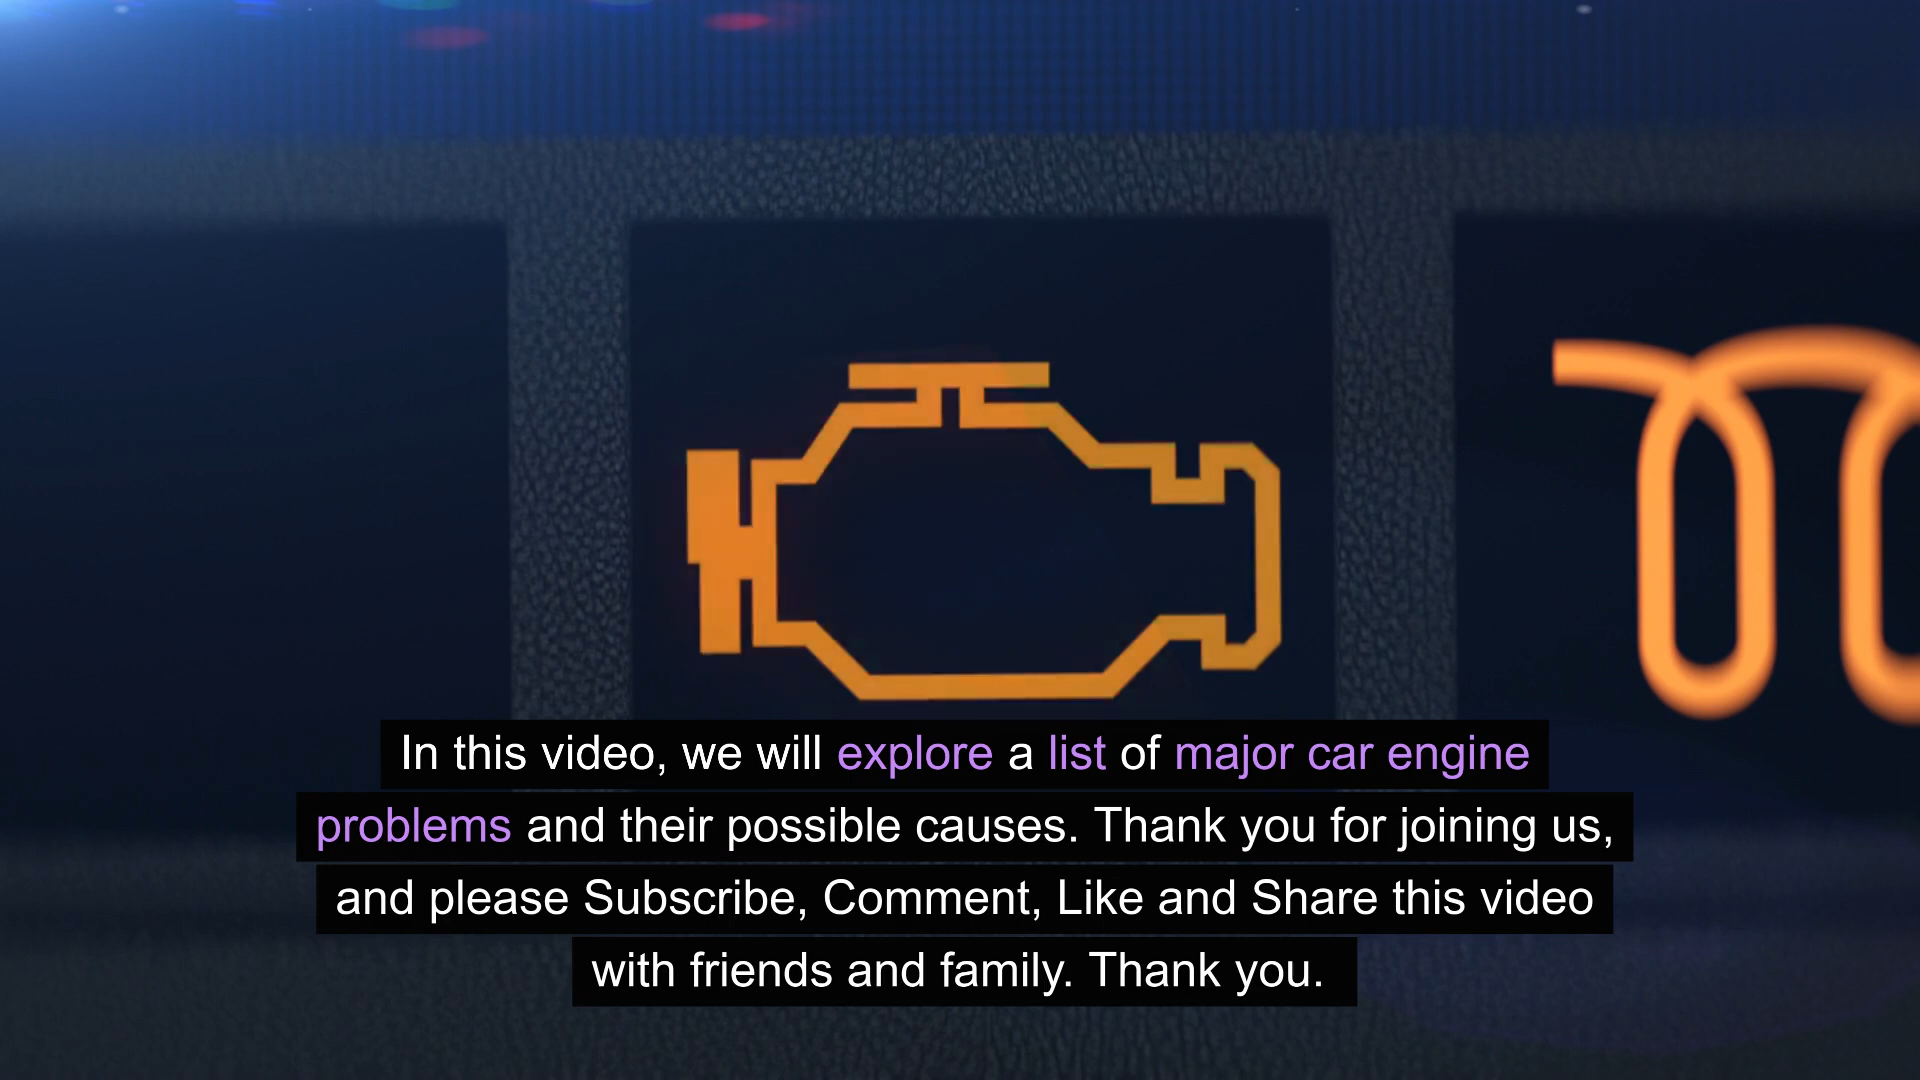 In this video, we will explore a list of major car engine
problems and their possible causes. Thank you for joining us,
and please Subscribe, Comment, Like and Share this video
with friends and family. Thank you.